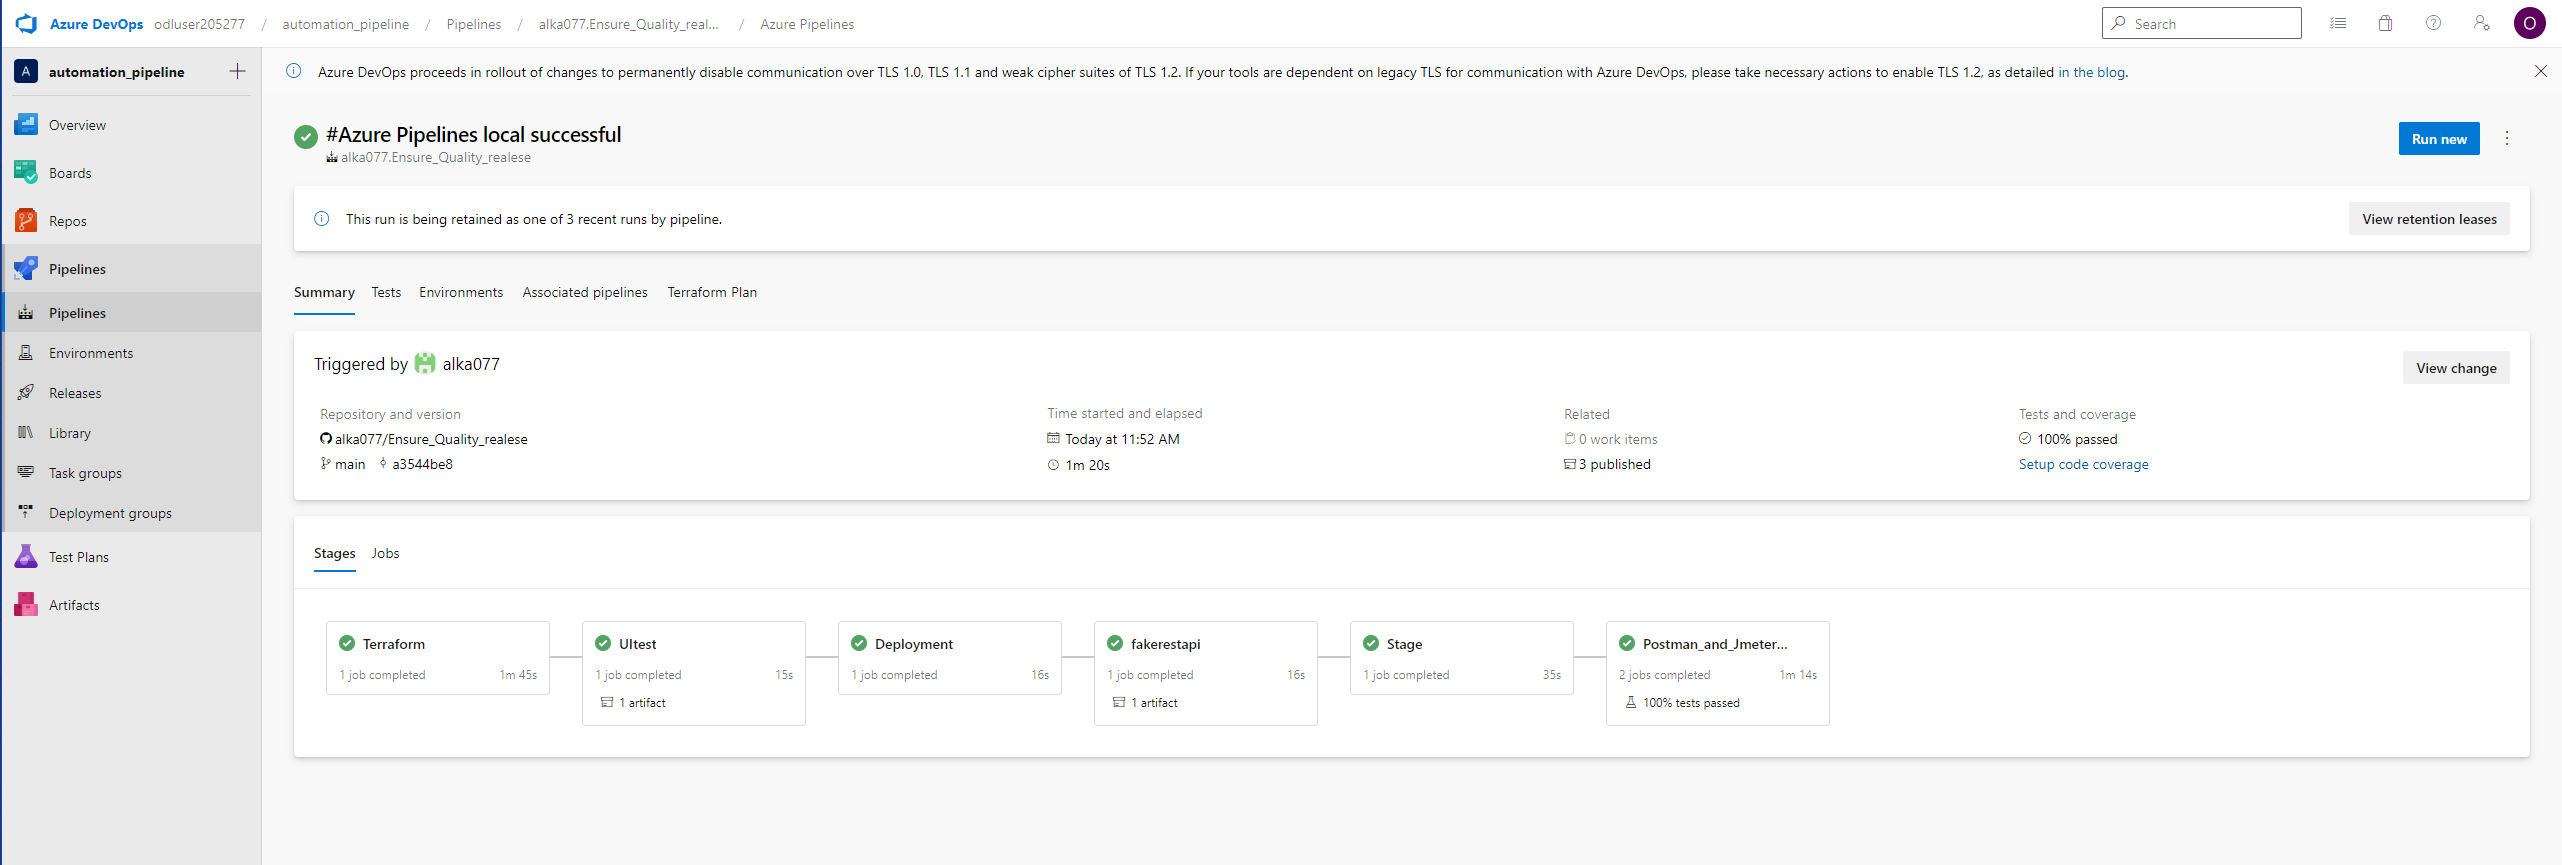 Azure DevOps odluser205277 / automation_pipeline / Pipelines / alka077.Ensure_Quality_real... / Azure Pipelines
Search
O
A automation_pipeline
Azure DevOps proceeds in rollout of changes to permanently disable communication over TLS 1.0, TLS 1.1 and weak cipher suites of TLS 1.2. If your tools are dependent on legacy TLS for communication with Azure DevOps, please take necessary actions to enable TLS 1.2, as detailed in the blog.
Overview
Boards
Repos
Pipelines
Pipelines
Environments
Releases
Library
Task groups
Deployment groups
Test Plans
Artifacts
#Azure Pipelines local successful
alka077.Ensure_Quality_realese
Run new
This run is being retained as one of 3 recent runs by pipeline.
View retention leases
Summary Tests Environments Associated pipelines Terraform Plan
Triggered by alka077
View change
Repository and version
alka077/Ensure_Quality_realese
main a3544be8
Time started and elapsed
Today at 11:52 AM
1m 20s
Related
0 work items
3 published
Tests and coverage
100% passed
Setup code coverage
Stages Jobs
Terraform
1 job completed 1m 45s
UItest
1 job completed 15s
1 artifact
Deployment
1 job completed 16s
fakerestapi
1 job completed 16s
1 artifact
Stage
1 job completed 35s
Postman_and_Jmeter...
2 jobs completed 1m 14s
100% tests passed